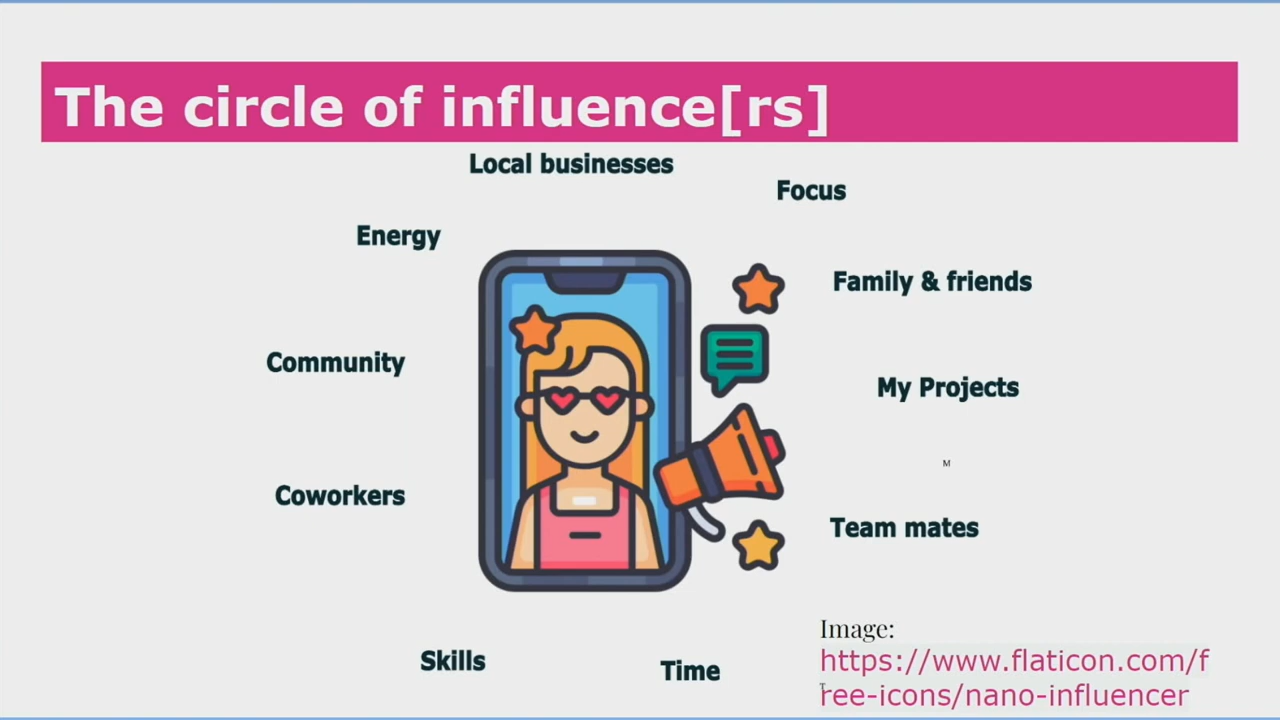 The circle of influence[rs]
Local businesses
Focus
Energy
Family & friends
Community
My Projects
M
Coworkers
Team mates
Image:
https://www.flaticon.com/f
ree-icons/nano-influencer
Skills
Time